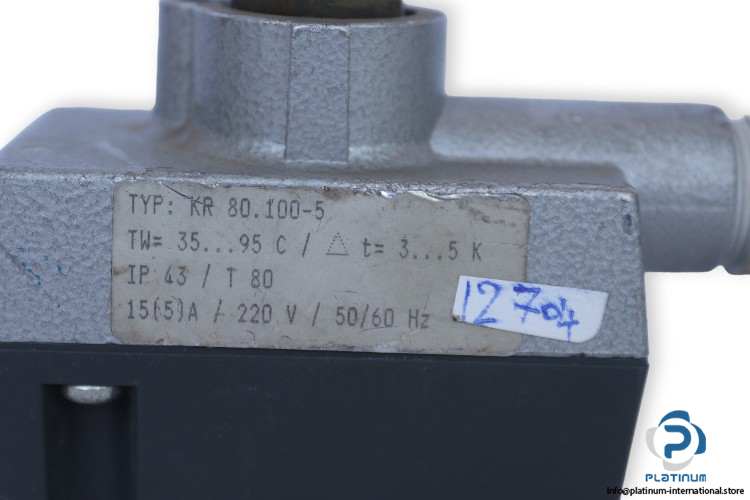 TYP: KR 80.100-5
TW= 35...95 C / △ t= 3...5 K
IP 43 / T 80
15(5)A / 220 V / 50/60 Hz
12704
PLATINUM
info@platinum-international.store